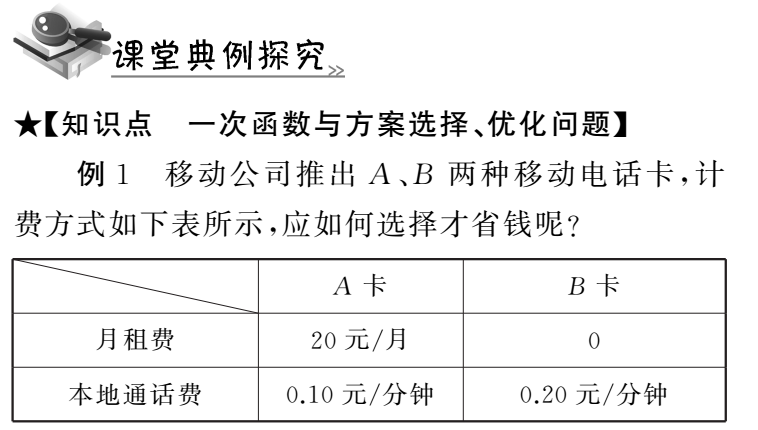 课堂典例探究
★【知识点 一次函数与方案选择、优化问题】
例1 移动公司推出 A、B 两种移动电话卡,计
费方式如下表所示,应如何选择才省钱呢?
A 卡 B 卡
月租费 20 元/月 0
本地通话费 0.10 元/分钟 0.20 元/分钟